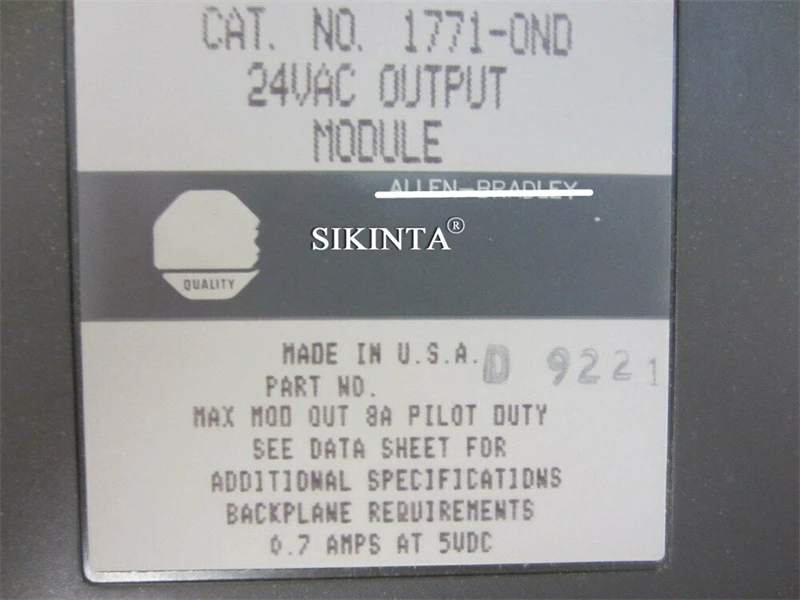 CAT. NO. 1771-OND
24VAC OUTPUT
MODULE
ALLEN-BRADLEY
SIKINTA®
QUALITY
MADE IN U.S.A. D 9221
PART NO.
MAX MOD OUT 8A PILOT DUTY
SEE DATA SHEET FOR
ADDITIONAL SPECIFICATIONS
BACKPLANE REQUIREMENTS
0.7 AMPS AT 5VDC